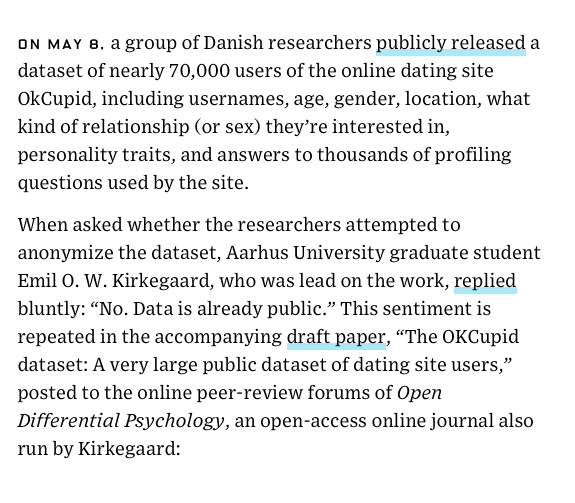 ON MAY 8, a group of Danish researchers publicly released a
dataset of nearly 70,000 users of the online dating site
OkCupid, including usernames, age, gender, location, what
kind of relationship (or sex) they’re interested in,
personality traits, and answers to thousands of profiling
questions used by the site.
When asked whether the researchers attempted to
anonymize the dataset, Aarhus University graduate student
Emil O. W. Kirkegaard, who was lead on the work, replied
bluntly: “No. Data is already public.” This sentiment is
repeated in the accompanying draft paper, “The OKCupid
dataset: A very large public dataset of dating site users,”
posted to the online peer-review forums of Open
Differential Psychology, an open-access online journal also
run by Kirkegaard: